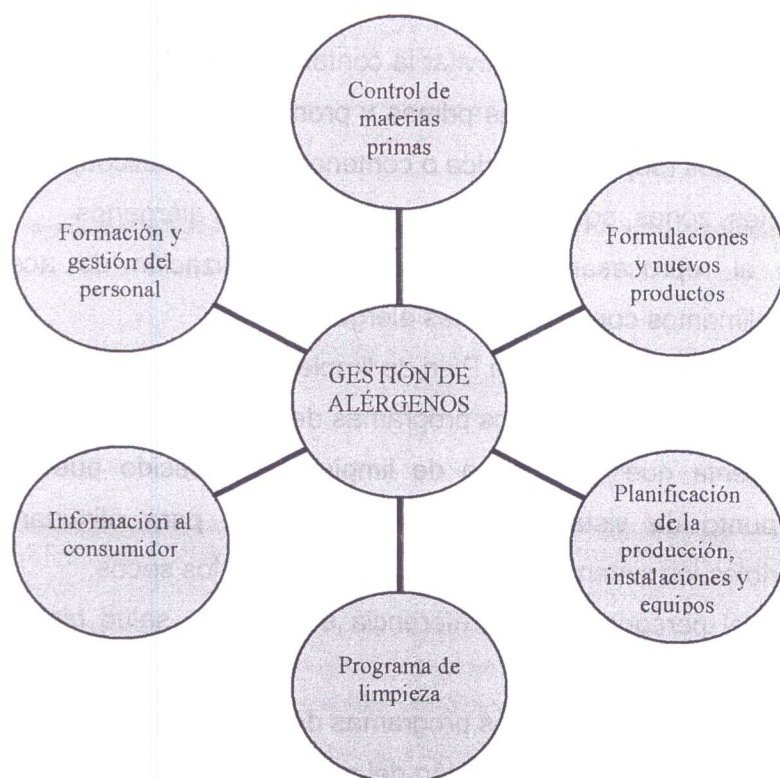 Control de
materias
primas
Formulaciones
y nuevos
productos
Planificación
de la
producción,
instalaciones y
equipos
Programa de
limpieza
Información al
consumidor
Formación y
gestión del
personal
GESTIÓN DE
ALÉRGENOS